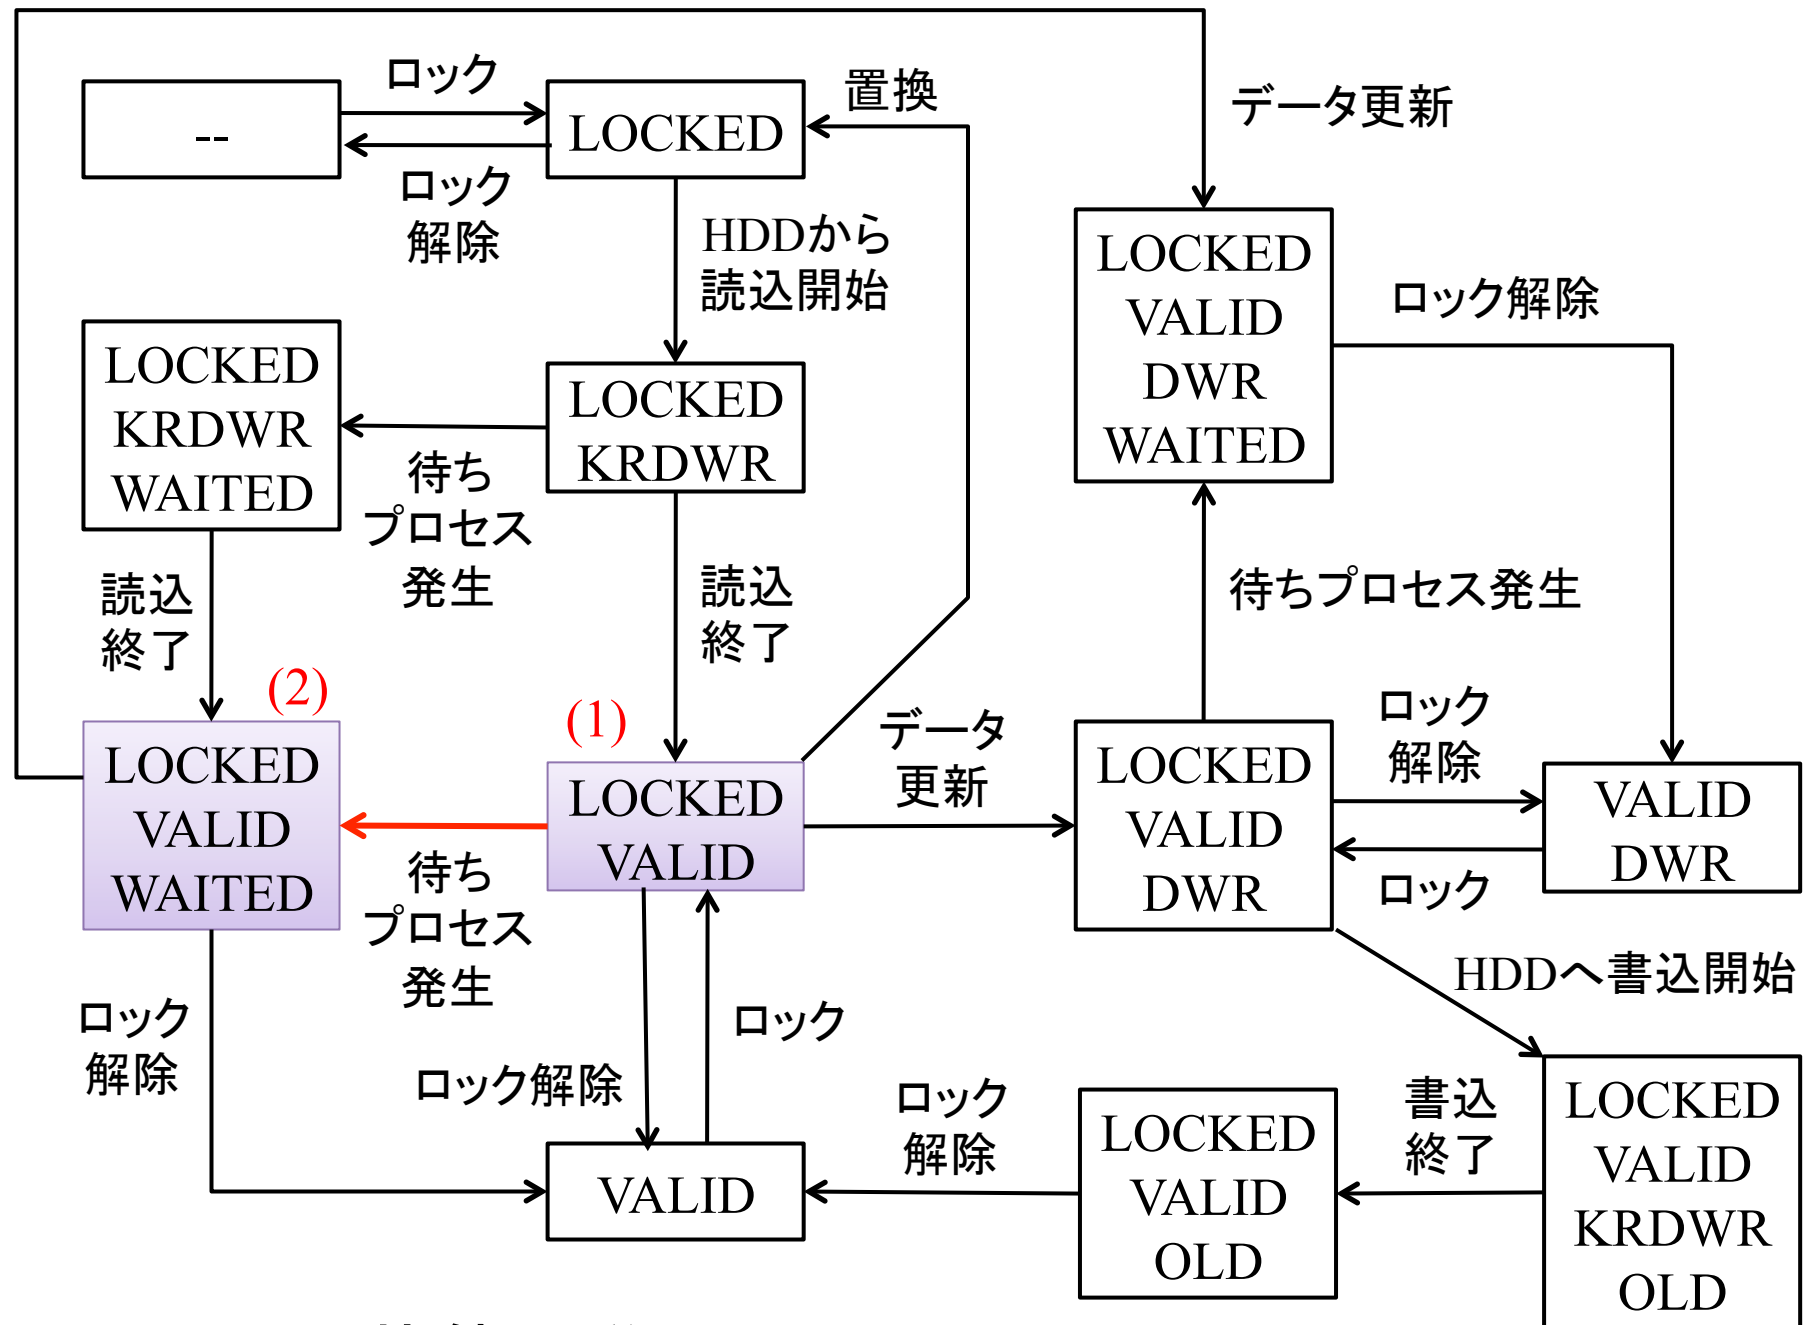 ロック
--
LOCKED
置換
データ更新
ロック
解除
HDDから
読込開始
LOCKED
VALID
DWR
WAITED
ロック解除
LOCKED
KRDWR
WAITED
LOCKED
KRDWR
待ち
プロセス
発生
読込
終了
読込
終了
待ちプロセス発生
(2)
(1)
LOCKED
VALID
WAITED
LOCKED
VALID
データ
更新
LOCKED
VALID
DWR
ロック
解除
VALID
DWR
ロック
待ち
プロセス
発生
HDDへ書込開始
ロック
解除
ロック解除
ロック
ロック
解除
書込
終了
VALID
LOCKED
VALID
OLD
LOCKED
VALID
KRDWR
OLD